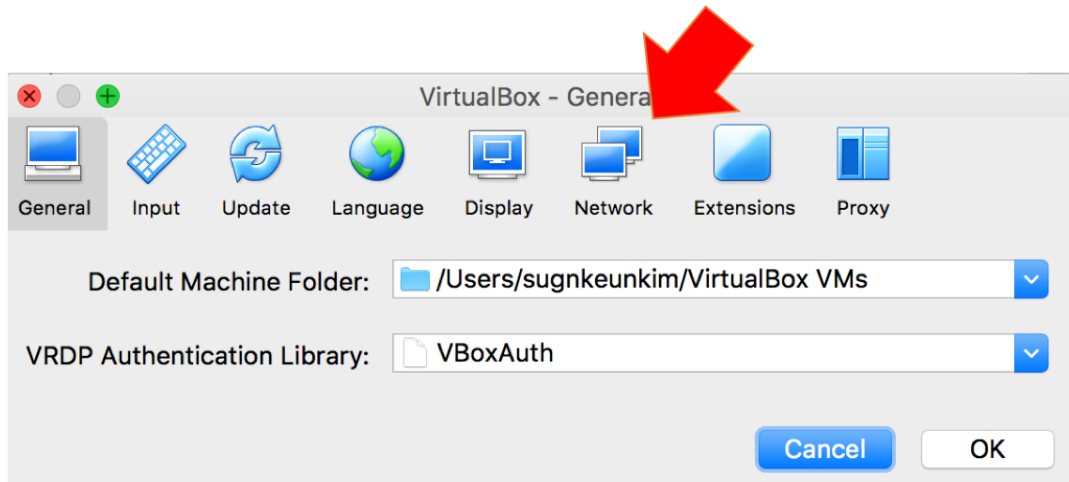 VirtualBox - Genera
General Input Update Language Display Network Extensions Proxy
Default Machine Folder: /Users/sugnkeunkim/VirtualBox VMs
VRDP Authentication Library: VBoxAuth
Cancel OK